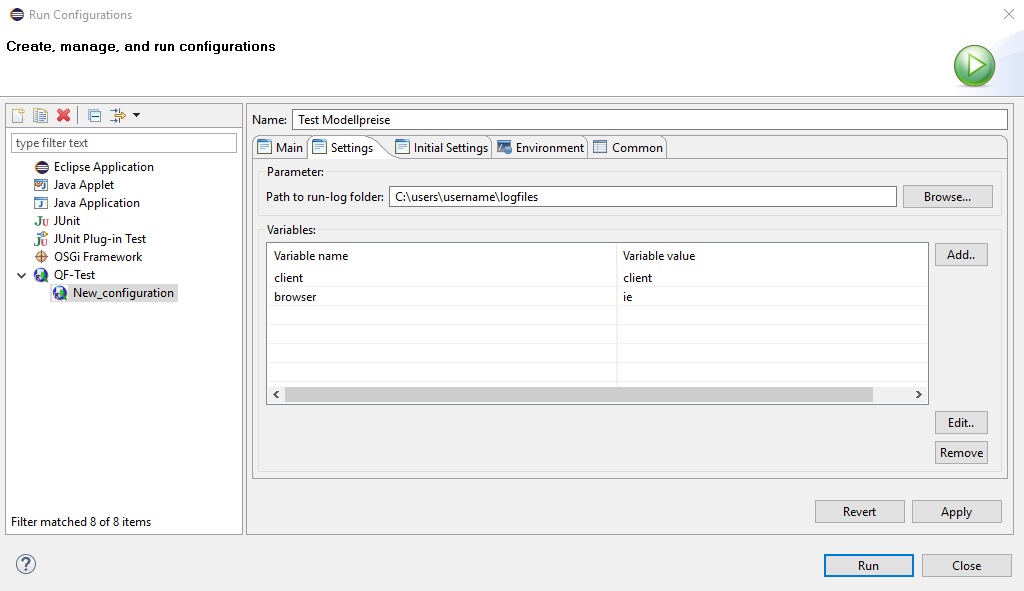 Run Configurations
Create, manage, and run configurations
type filter text
Eclipse Application
Java Applet
Java Application
JUnit
JUnit Plug-in Test
OSGi Framework
QF-Test
New_configuration
Filter matched 8 of 8 items
Name: Test Modellpreise
Main Settings Initial Settings Environment Common
Parameter:
Path to run-log folder: C:\users\username\logfiles Browse...
Variables:
Variable name Variable value Add..
client client
browser ie
Edit..
Remove
Revert Apply
Run Close